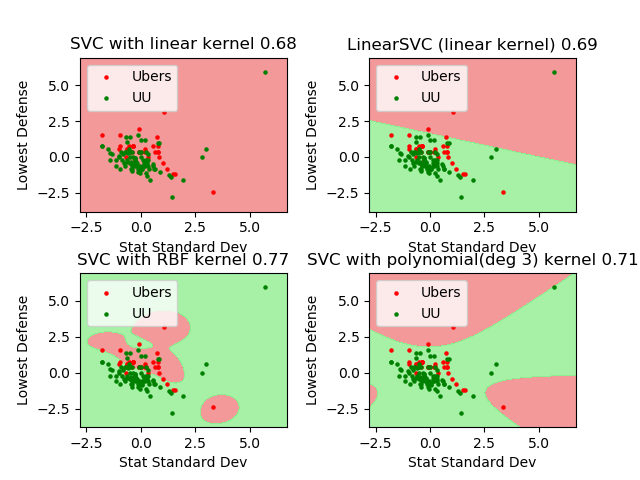 SVC with linear kernel 0.68
LinearSVC (linear kernel) 0.69
Lowest Defense
5.0
2.5
0.0
−2.5
Ubers
UU
−2.5
0.0
2.5
5.0
Stat Standard Dev
Lowest Defense
5.0
2.5
0.0
−2.5
Ubers
UU
−2.5
0.0
2.5
5.0
Stat Standard Dev
SVC with RBF kernel 0.77
SVC with polynomial(deg 3) kernel 0.71
Lowest Defense
5.0
2.5
0.0
−2.5
Ubers
UU
−2.5
0.0
2.5
5.0
Stat Standard Dev
Lowest Defense
5.0
2.5
0.0
−2.5
Ubers
UU
−2.5
0.0
2.5
5.0
Stat Standard Dev